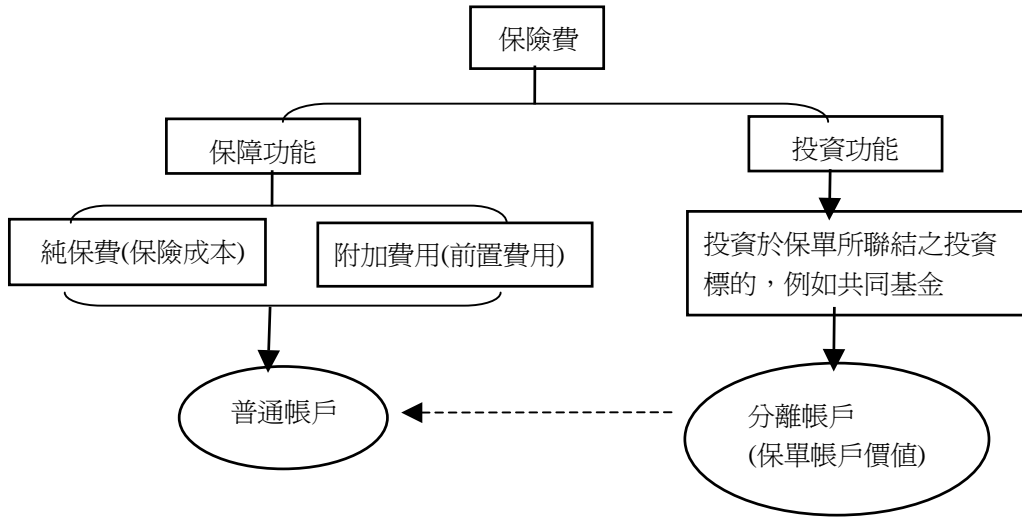 保險費
保障功能
投資功能
純保費(保險成本)
附加費用(前置費用)
投資於保單所聯結之投資
標的，例如共同基金
普通帳戶
分離帳戶
(保單帳戶價值)